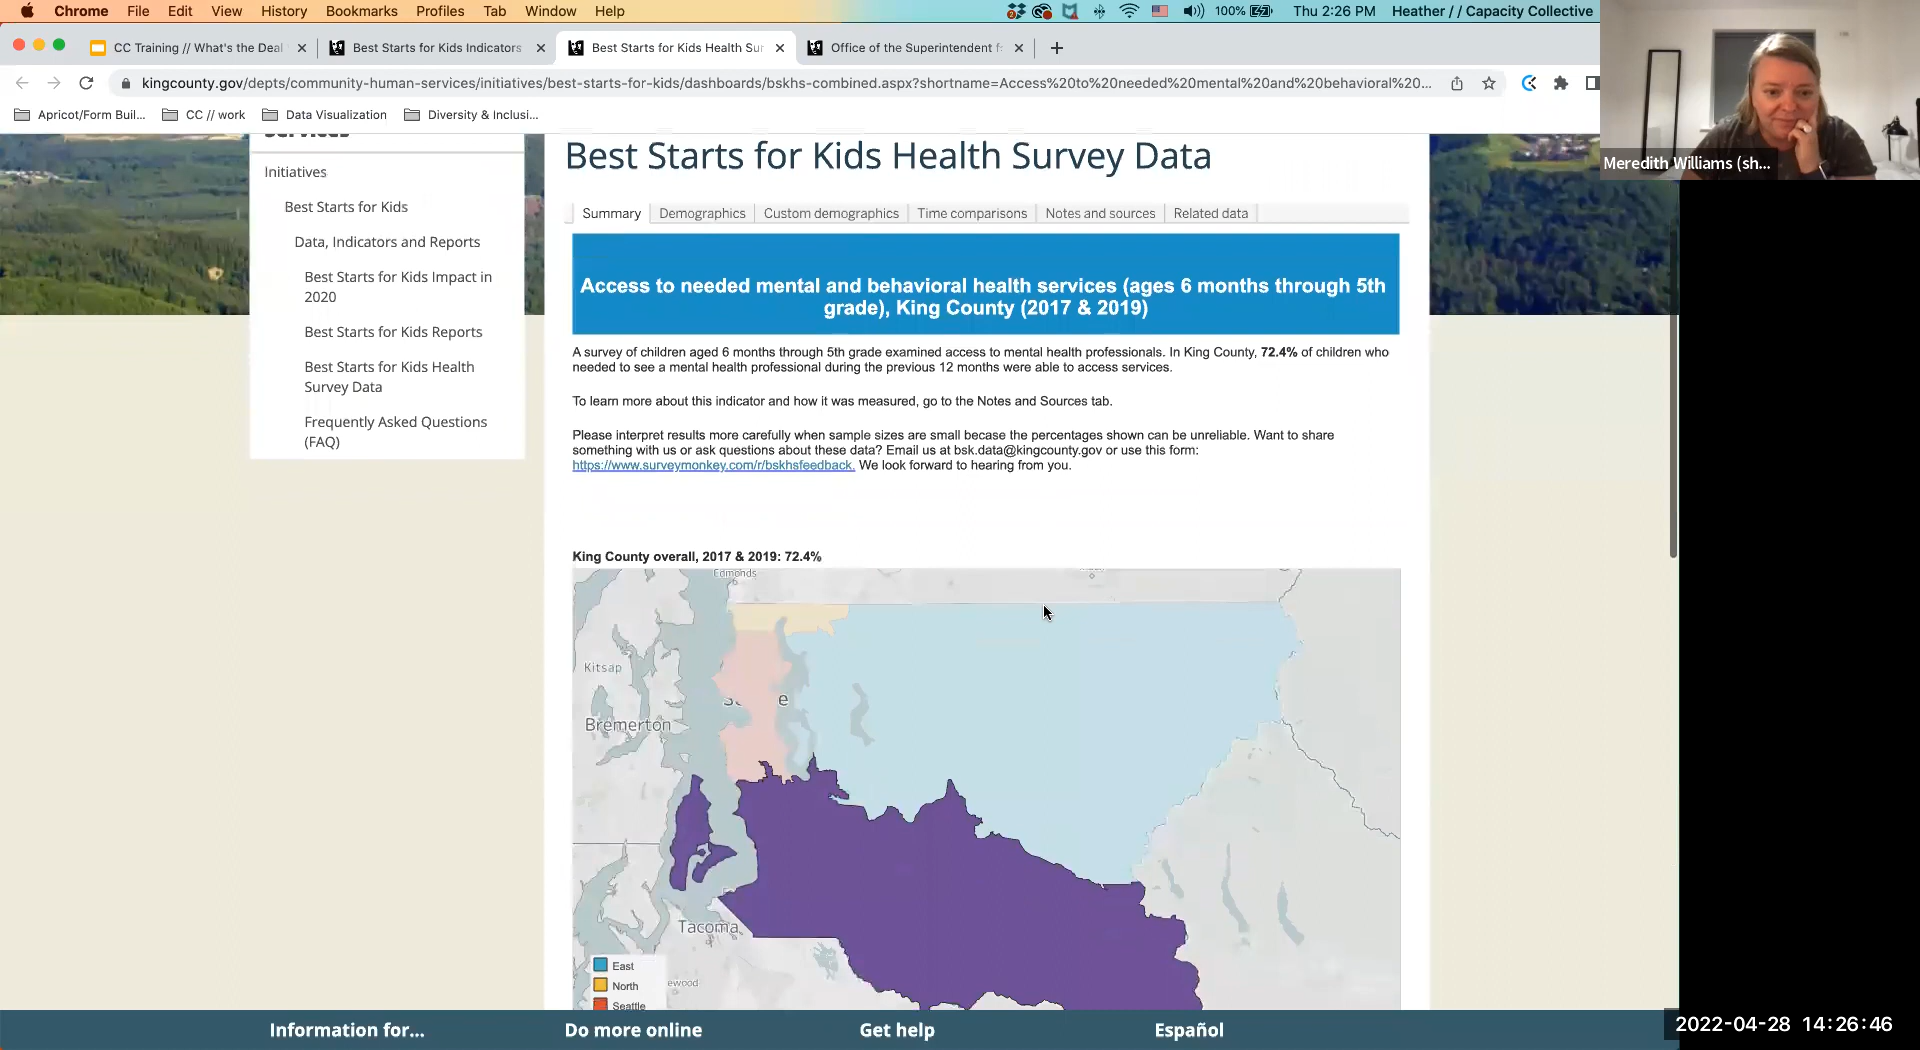 Chrome File Edit View History Bookmarks Profiles Tab Window Help 100% Thu 2:26 PM Heather // Capacity Collective
CC Training // What's the Deal
Best Starts for Kids Indicators
Best Starts for Kids Health Sur
Office of the Superintendent f
kingcounty.gov/depts/community-human-services/initiatives/best-starts-for-kids/dashboards/bskhs-combined.aspx?shortname=Access%20to%20needed%20mental%20and%20behavioral%20...
Apricot/Form Buil... CC // work Data Visualization Diversity & Inclusi...
Meredith Williams (sh...
Services
Initiatives
Best Starts for Kids
Data, Indicators and Reports
Best Starts for Kids Impact in
2020
Best Starts for Kids Reports
Best Starts for Kids Health
Survey Data
Frequently Asked Questions
(FAQ)
Best Starts for Kids Health Survey Data
Summary Demographics Custom demographics Time comparisons Notes and sources Related data
Access to needed mental and behavioral health services (ages 6 months through 5th
grade), King County (2017 & 2019)
A survey of children aged 6 months through 5th grade examined access to mental health professionals. In King County, 72.4% of children who
needed to see a mental health professional during the previous 12 months were able to access services.
To learn more about this indicator and how it was measured, go to the Notes and Sources tab.
Please interpret results more carefully when sample sizes are small becase the percentages shown can be unreliable. Want to share
something with us or ask questions about these data? Email us at bsk.data@kingcounty.gov or use this form:
https://www.surveymonkey.com/r/bskhsfeedback. We look forward to hearing from you.
King County overall, 2017 & 2019: 72.4%
Edmonds
Kitsap
Bremerton
Tacoma
ewood
East
North
Seattle
Information for... Do more online Get help Español
2022-04-28 14:26:46